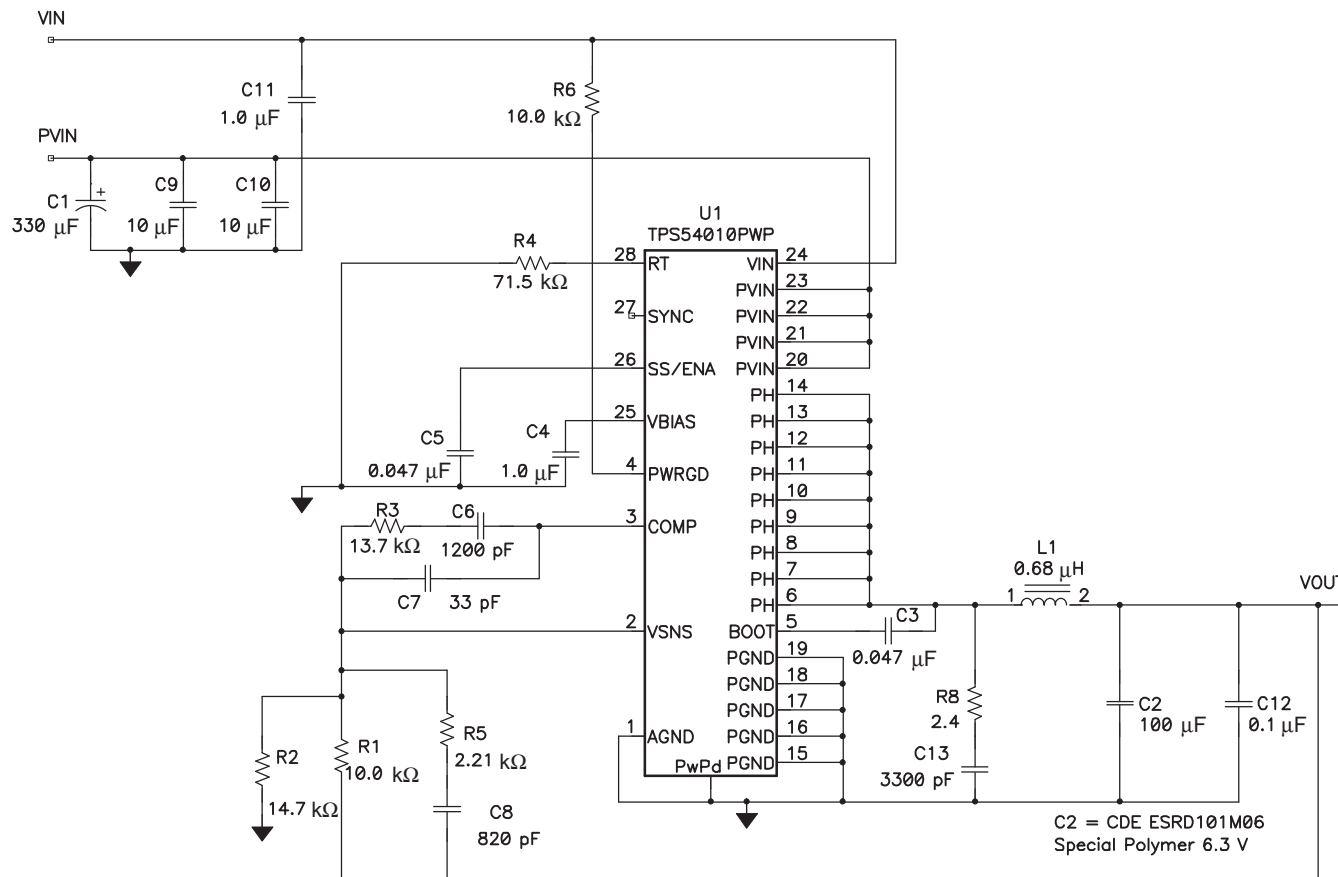 VIN
C11
1.0 µF
R6
10.0 kΩ
PVIN
C1
+
330 µF
C9
10 µF
C10
10 µF
U1
TPS54010PWP
R4
71.5 kΩ
28 RT
27 SYNC
26 SS/ENA
25 VBIAS
4 PWRGD
3 COMP
2 VSNS
1 AGND
PwPd
VIN 24
PVIN 23
PVIN 22
PVIN 21
PVIN 20
PH 14
PH 13
PH 12
PH 11
PH 10
PH 9
PH 8
PH 7
PH 6
BOOT 5
PGND 19
PGND 18
PGND 17
PGND 16
PGND 15
C5
0.047 µF
C4
1.0 µF
R3
13.7 kΩ
C6
1200 pF
C7
33 pF
L1
0.68 µH
1
2
VOUT
C3
0.047 µF
R8
2.4
C13
3300 pF
C2
100 µF
C12
0.1 µF
R2
14.7 kΩ
R1
10.0 kΩ
R5
2.21 kΩ
C8
820 pF
C2 = CDE ESRD101M06
Special Polymer 6.3 V